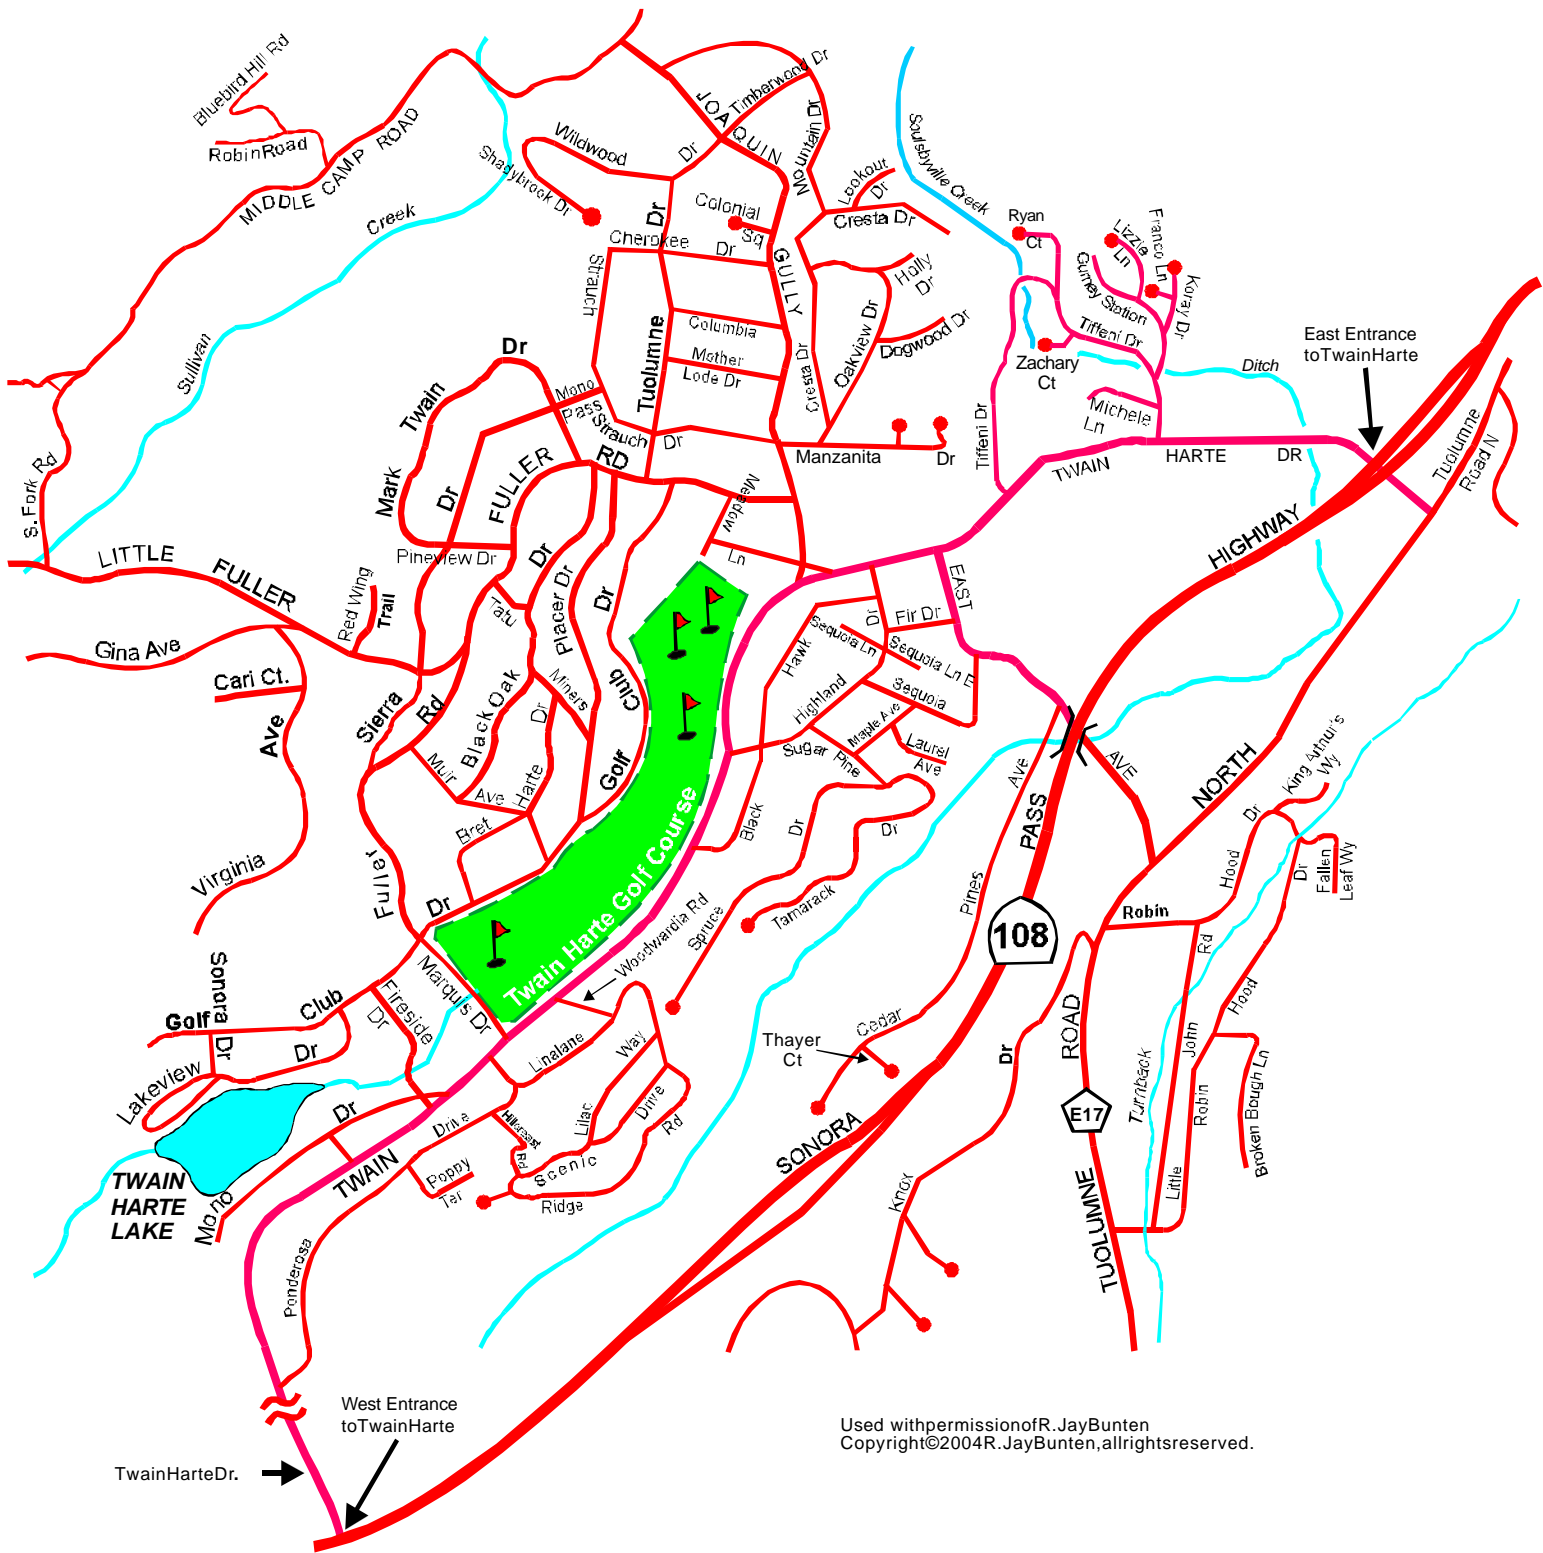 Bluebird Hill Rd
Robin Road
MIDDLE CAMP ROAD
Creek
Sullivan
S. Fork Rd
JOAQUIN
GULLY
Timberwood Dr
Mountain Dr
Wildwood
Dr
Shadybrook Dr
Colonial
Sq
Lookout
Dr
Cresta Dr
Soulsbyville Creek
Ryan
Ct
Lizzie
Ln
Franco Ln
Koray Dr
Gurney Station
Tiffeni Dr
Zachary
Ct
Michele
Ln
Tiffeni Dr
Ditch
East Entrance
toTwainHarte
Cherokee
Dr
Dr
Tuolumne
Strauch
Columbia
Mother
Lode Dr
Holly
Dr
Oakview Dr
Dogwood Dr
Cresta Dr
Dr
Twain
Mark
Mono
Pass
Strauch
Dr
Manzanita
Dr
TWAIN
HARTE
DR
Tuolumne
Road N
FULLER
RD
Dr
Pineview Dr
Meadow
Ln
HIGHWAY
LITTLE
FULLER
Red Wing
Trail
Gina Ave
Cari Ct.
Ave
Virginia
Sierra
Rd
Tatu
Dr
Placer Dr
Dr
Club
Golf
Miners
Black Oak
Muir
Ave
Harte
Dr
Bret
Fuller
Dr
EAST
Fir Dr
Dr
Sequoia Ln
Sequoia Ln E
Sequoia
Hawk
Highland
Maple Ave
Laurel
Ave
Sugar
Pine
Black
Dr
Dr
Tamarack
Spruce
Woodwardia Rd
Twain Harte Golf Course
Ave
Pines
Cedar
Thayer
Ct
PASS
108
SONORA
AVE
NORTH
King Arthur's
Wy
Dr
Hood
Fallen
Leaf Wy
Dr
Hood
Robin
Rd
John
Robin
Little
Broken Bough Ln
Turnback
ROAD
E17
TUOLUMNE
Dr
Knox
Sonora
Dr
Golf
Club
Dr
Lakeview
Fireside
Dr
Marquis Dr
TWAIN
HARTE
LAKE
Mono
Dr
TWAIN
Drive
Ponderosa
Poppy
Ter
Hillcrest
Rd
Linalane
Way
Lilac
Drive
Rd
Scenic
Ridge
West Entrance
toTwainHarte
TwainHarteDr.
Used withpermissionofR.JayBunten
Copyright©2004R.JayBunten,allrightsreserved.